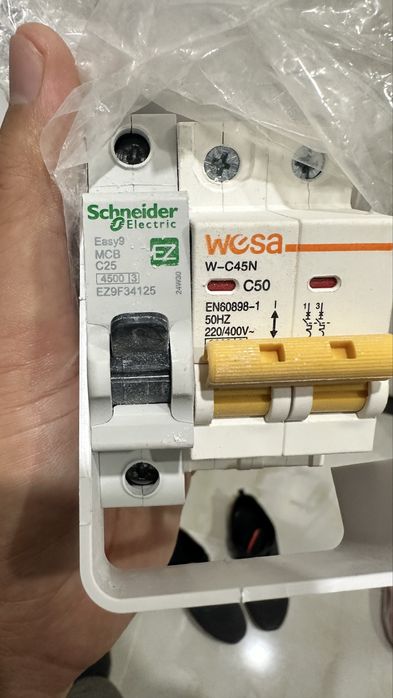 Schneider
Electric
Easy9
MCB
C25
4500 3
EZ9F34125
EZ
24W30
wesa
W-C45N
C50
EN60898-1
50HZ
220/400V~
1 3